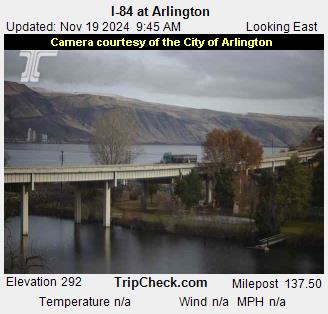 I-84 at Arlington
Updated: Nov 19 2024 9:45 AM Looking East
Camera courtesy of the City of Arlington
Elevation 292 TripCheck.com Milepost 137.50
Temperature n/a Wind n/a MPH n/a